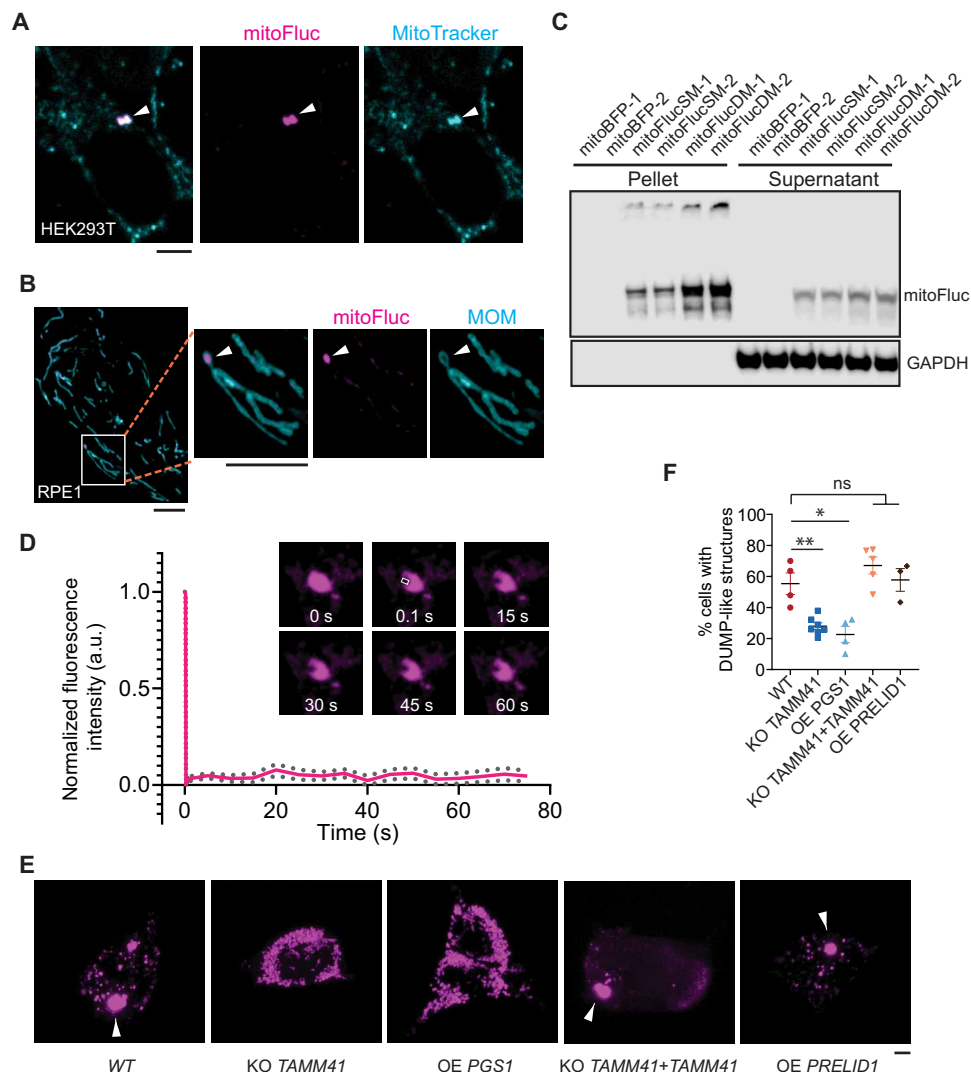 A
mitoFluc
MitoTracker
HEK293T
B
mitoFluc
MOM
RPE1
C
mitoBFP-1
mitoBFP-2
mitoFlucSM-1
mitoFlucSM-2
mitoFlucDM-1
mitoFlucDM-2
mitoBFP-1
mitoBFP-2
mitoFlucSM-1
mitoFlucSM-2
mitoFlucDM-1
mitoFlucDM-2
Pellet
Supernatant
mitoFluc
GAPDH
D
Normalized fluorescence
intensity (a.u.)
1.0
0.5
0.0
0
20
40
60
80
Time (s)
0 s
0.1 s
15 s
30 s
45 s
60 s
F
ns
*
**
% cells with
DUMP-like structures
100
80
60
40
20
0
WT
KO TAMM41
OE PGS1
KO TAMM41+TAMM41
OE PRELID1
E
WT
KO TAMM41
OE PGS1
KO TAMM41+TAMM41
OE PRELID1